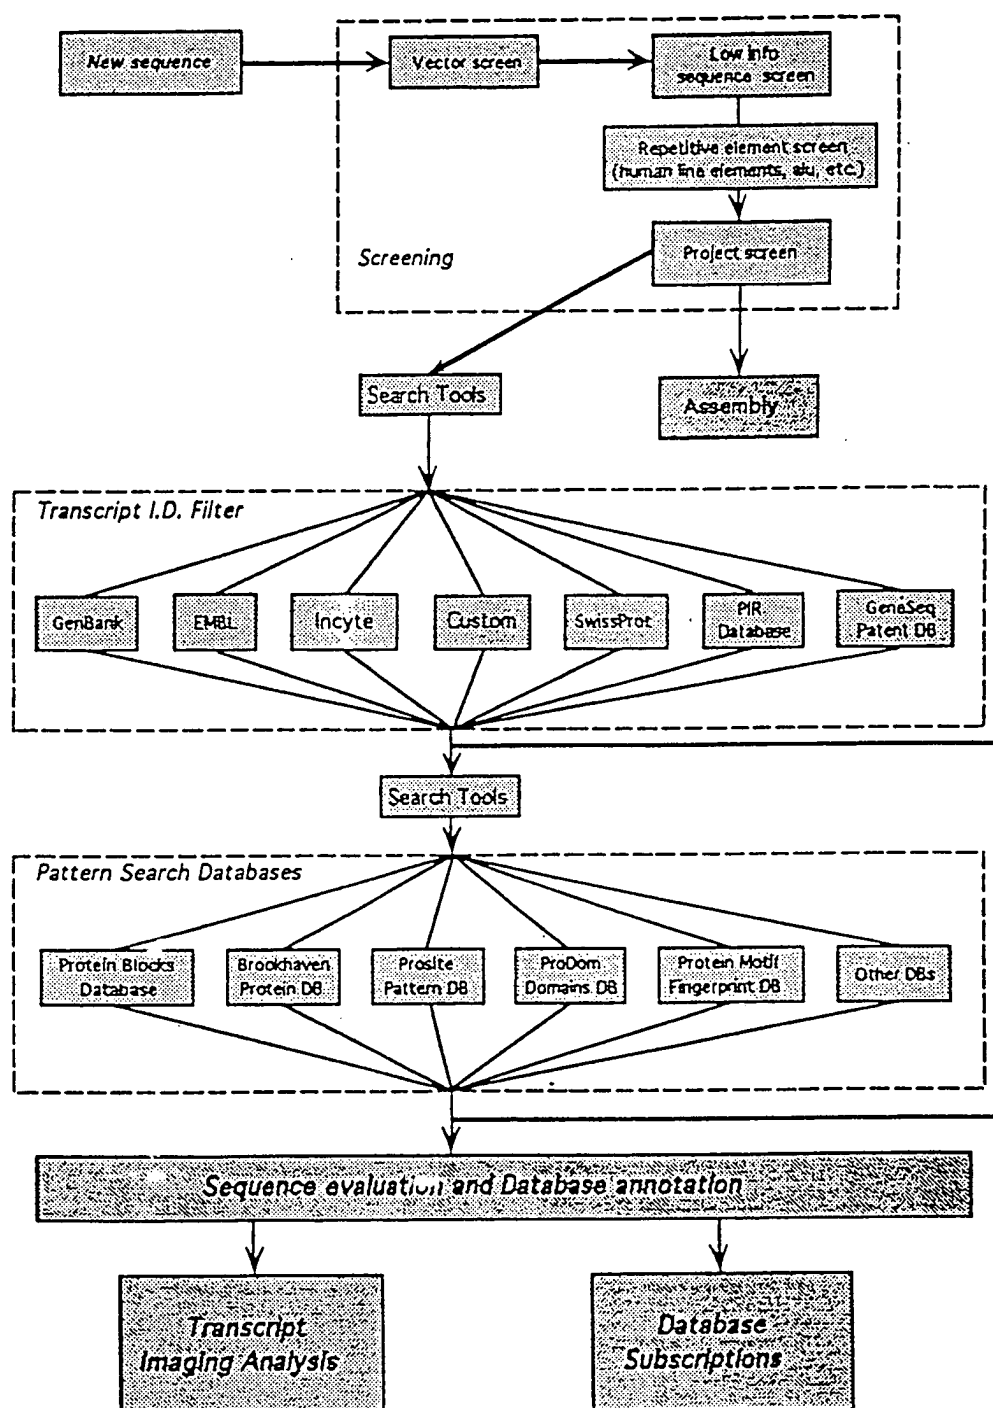 New sequence
Vector screen
Low info
sequence screen
Repetitive element screen
(human line elements, alu, etc.)
Project screen
Screening
Search Tools
Assembly
Transcript I.D. Filter
GenBank
EMBL
Incyte
Custom
SwissProt
PIR
Database
GeneSeq
Patent DB
Search Tools
Pattern Search Databases
Protein Blocks
Database
Brookhaven
Protein DB
Prosite
Pattern DB
ProDom
Domains DB
Protein Motif
Fingerprint DB
Other DBs
Sequence evaluation and Database annotation
Transcript
Imaging Analysis
Database
Subscriptions